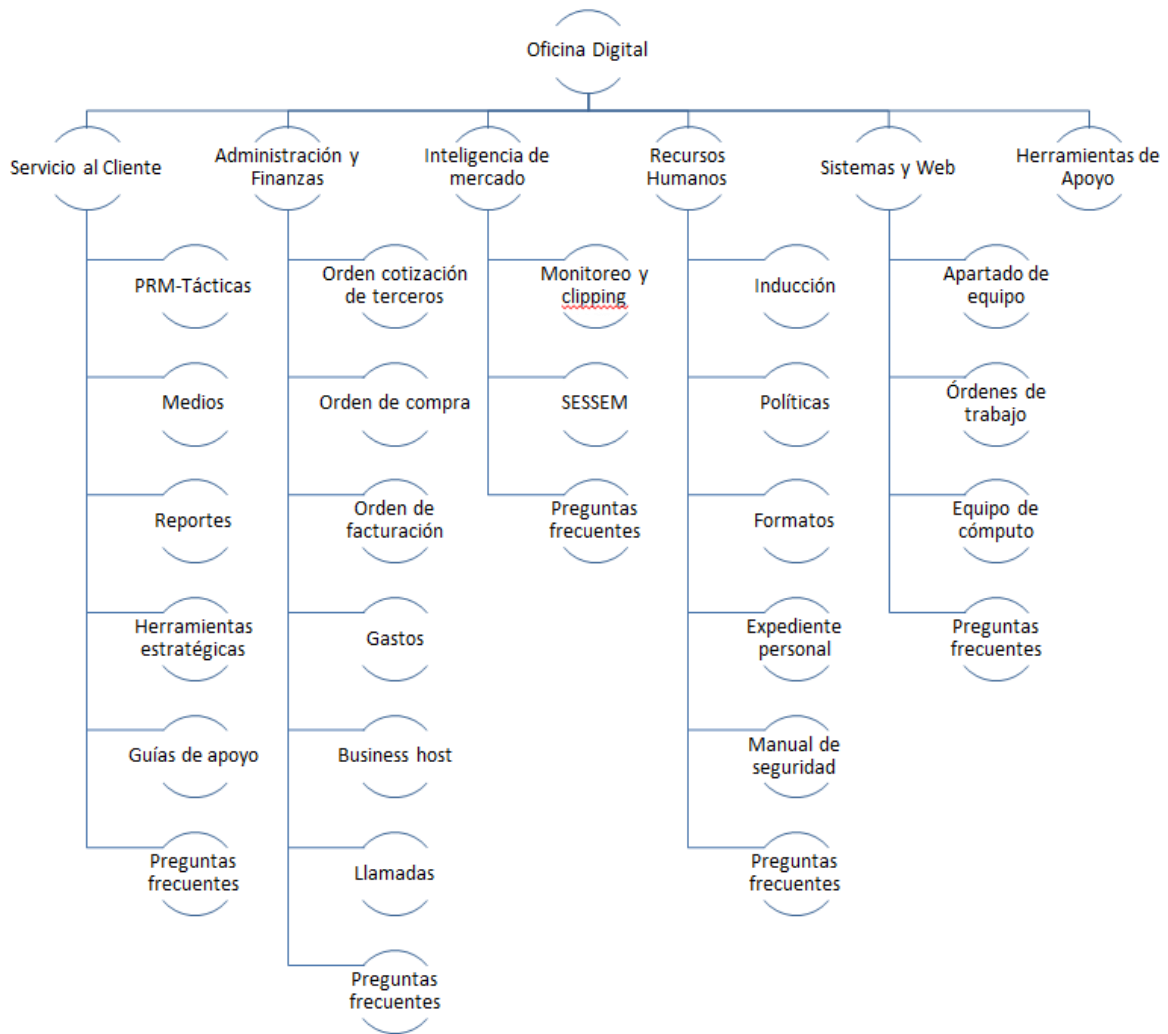 Oficina Digital
Servicio al Cliente
Administración y
Finanzas
Inteligencia de
mercado
Recursos
Humanos
Sistemas y Web
Herramientas de
Apoyo
PRM-Tácticas
Medios
Reportes
Herramientas
estratégicas
Guías de apoyo
Preguntas
frecuentes
Orden cotización
de terceros
Orden de compra
Orden de
facturación
Gastos
Business host
Llamadas
Preguntas
frecuentes
Monitoreo y
clipping
SESSEM
Preguntas
frecuentes
Inducción
Políticas
Formatos
Expediente
personal
Manual de
seguridad
Preguntas
frecuentes
Apartado de
equipo
Órdenes de
trabajo
Equipo de
cómputo
Preguntas
frecuentes